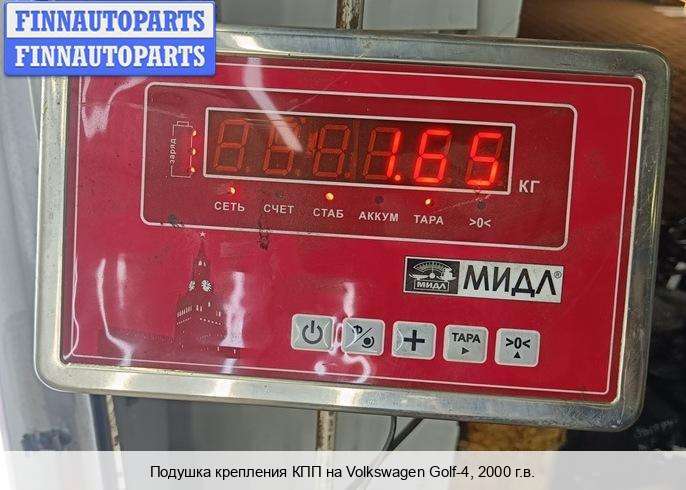 FINNAUTOPARTS
FINNAUTOPARTS
заряд
1.65
КГ
СЕТЬ СЧЕТ СТАБ АККУМ ТАРА >0<
МИДЛ МИДЛ®
ТАРА >0<
Подушка крепления КПП на Volkswagen Golf-4, 2000 г.в.